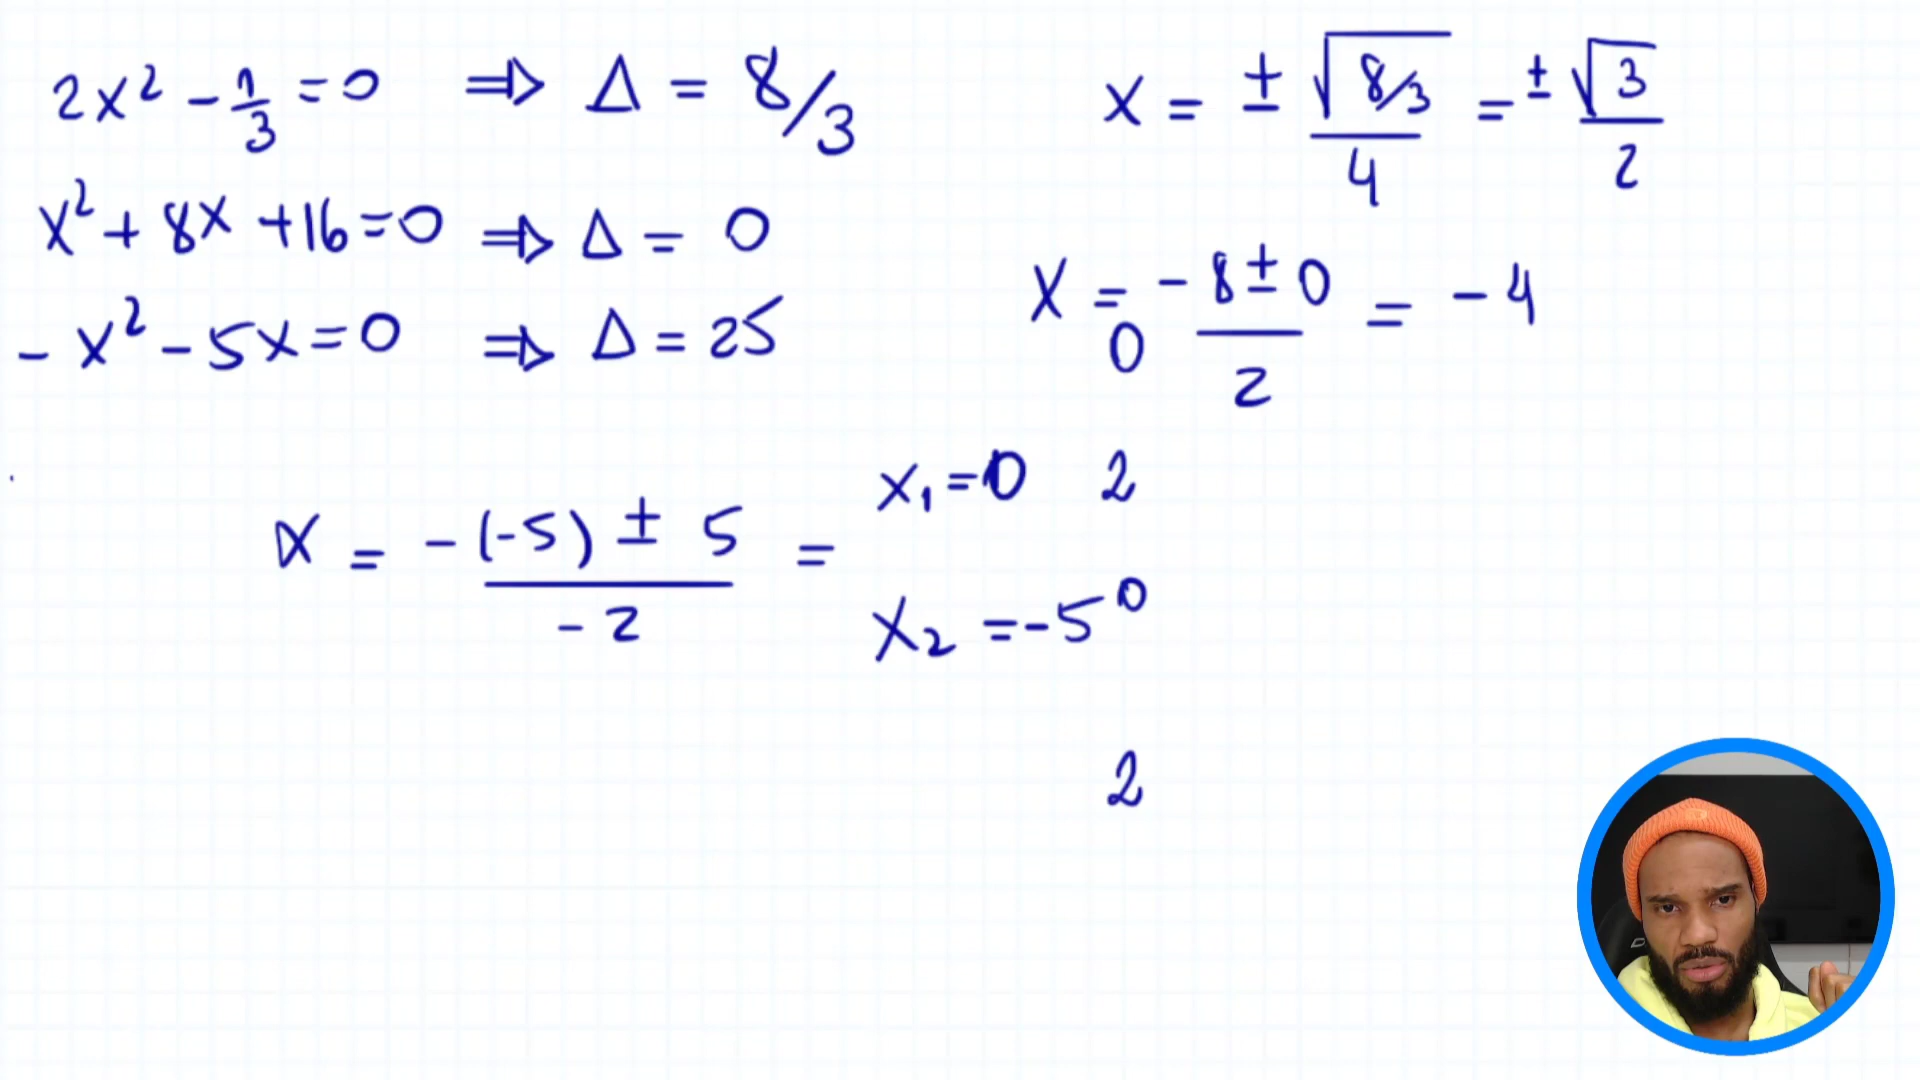 2x² - 1/3 = 0 ⇒ Δ = 8/3
x = ± √(8/3)/4 = ± √3/2
x² + 8x + 16 = 0 ⇒ Δ = 0
x = (-8 ± 0)/2 = -4
0
-x² - 5x = 0 ⇒ Δ = 25
x = (-(-5) ± 5)/(-2) =
x₁ = 0 2
x₂ = -5 0
2